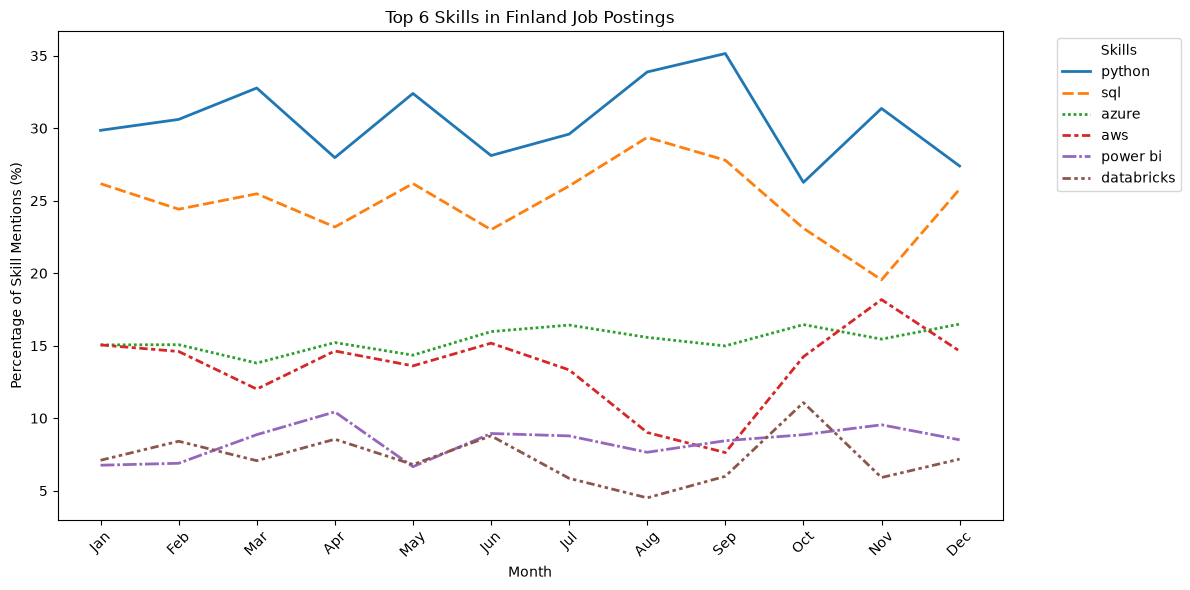 Top 6 Skills in Finland Job Postings
Percentage of Skill Mentions (%)
35
30
25
20
15
10
5
Jan
Feb
Mar
Apr
May
Jun
Jul
Aug
Sep
Oct
Nov
Dec
Month
Skills
python
sql
azure
aws
power bi
databricks